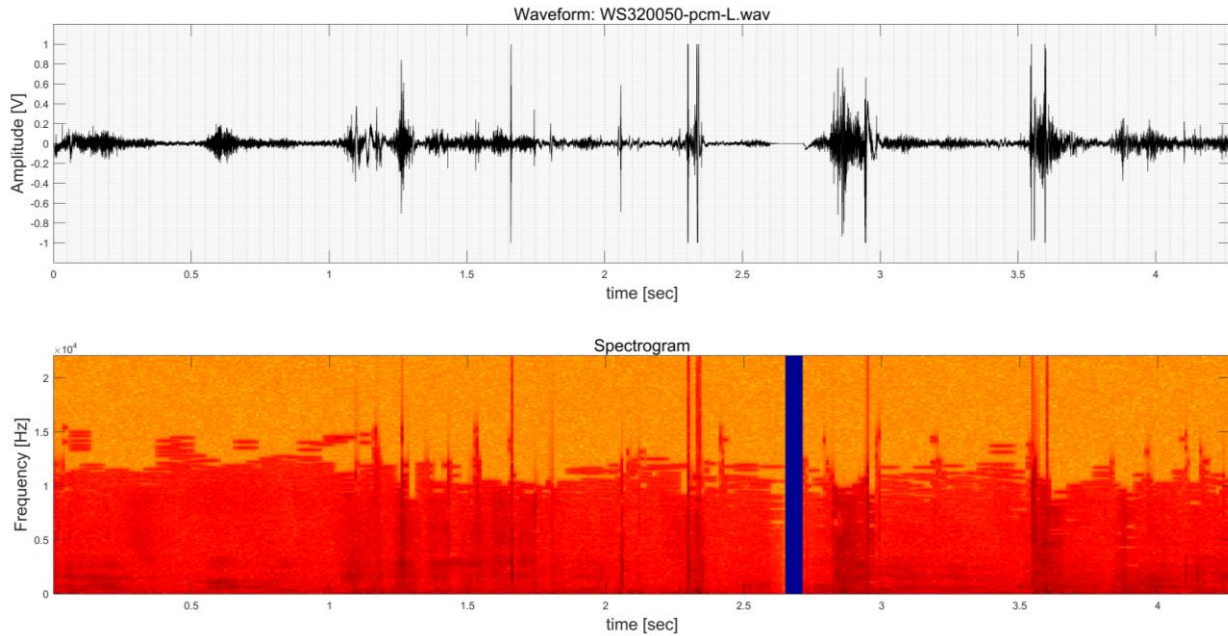 Waveform: WS320050-pcm-L.wav
Amplitude [V]
1
0.8
0.6
0.4
0.2
0
-0.2
-0.4
-0.6
-0.8
-1
0 0.5 1 1.5 2 2.5 3 3.5 4
time [sec]
Spectrogram
×10⁴
Frequency [Hz]
2
1.5
1
0.5
0
0.5 1 1.5 2 2.5 3 3.5 4
time [sec]